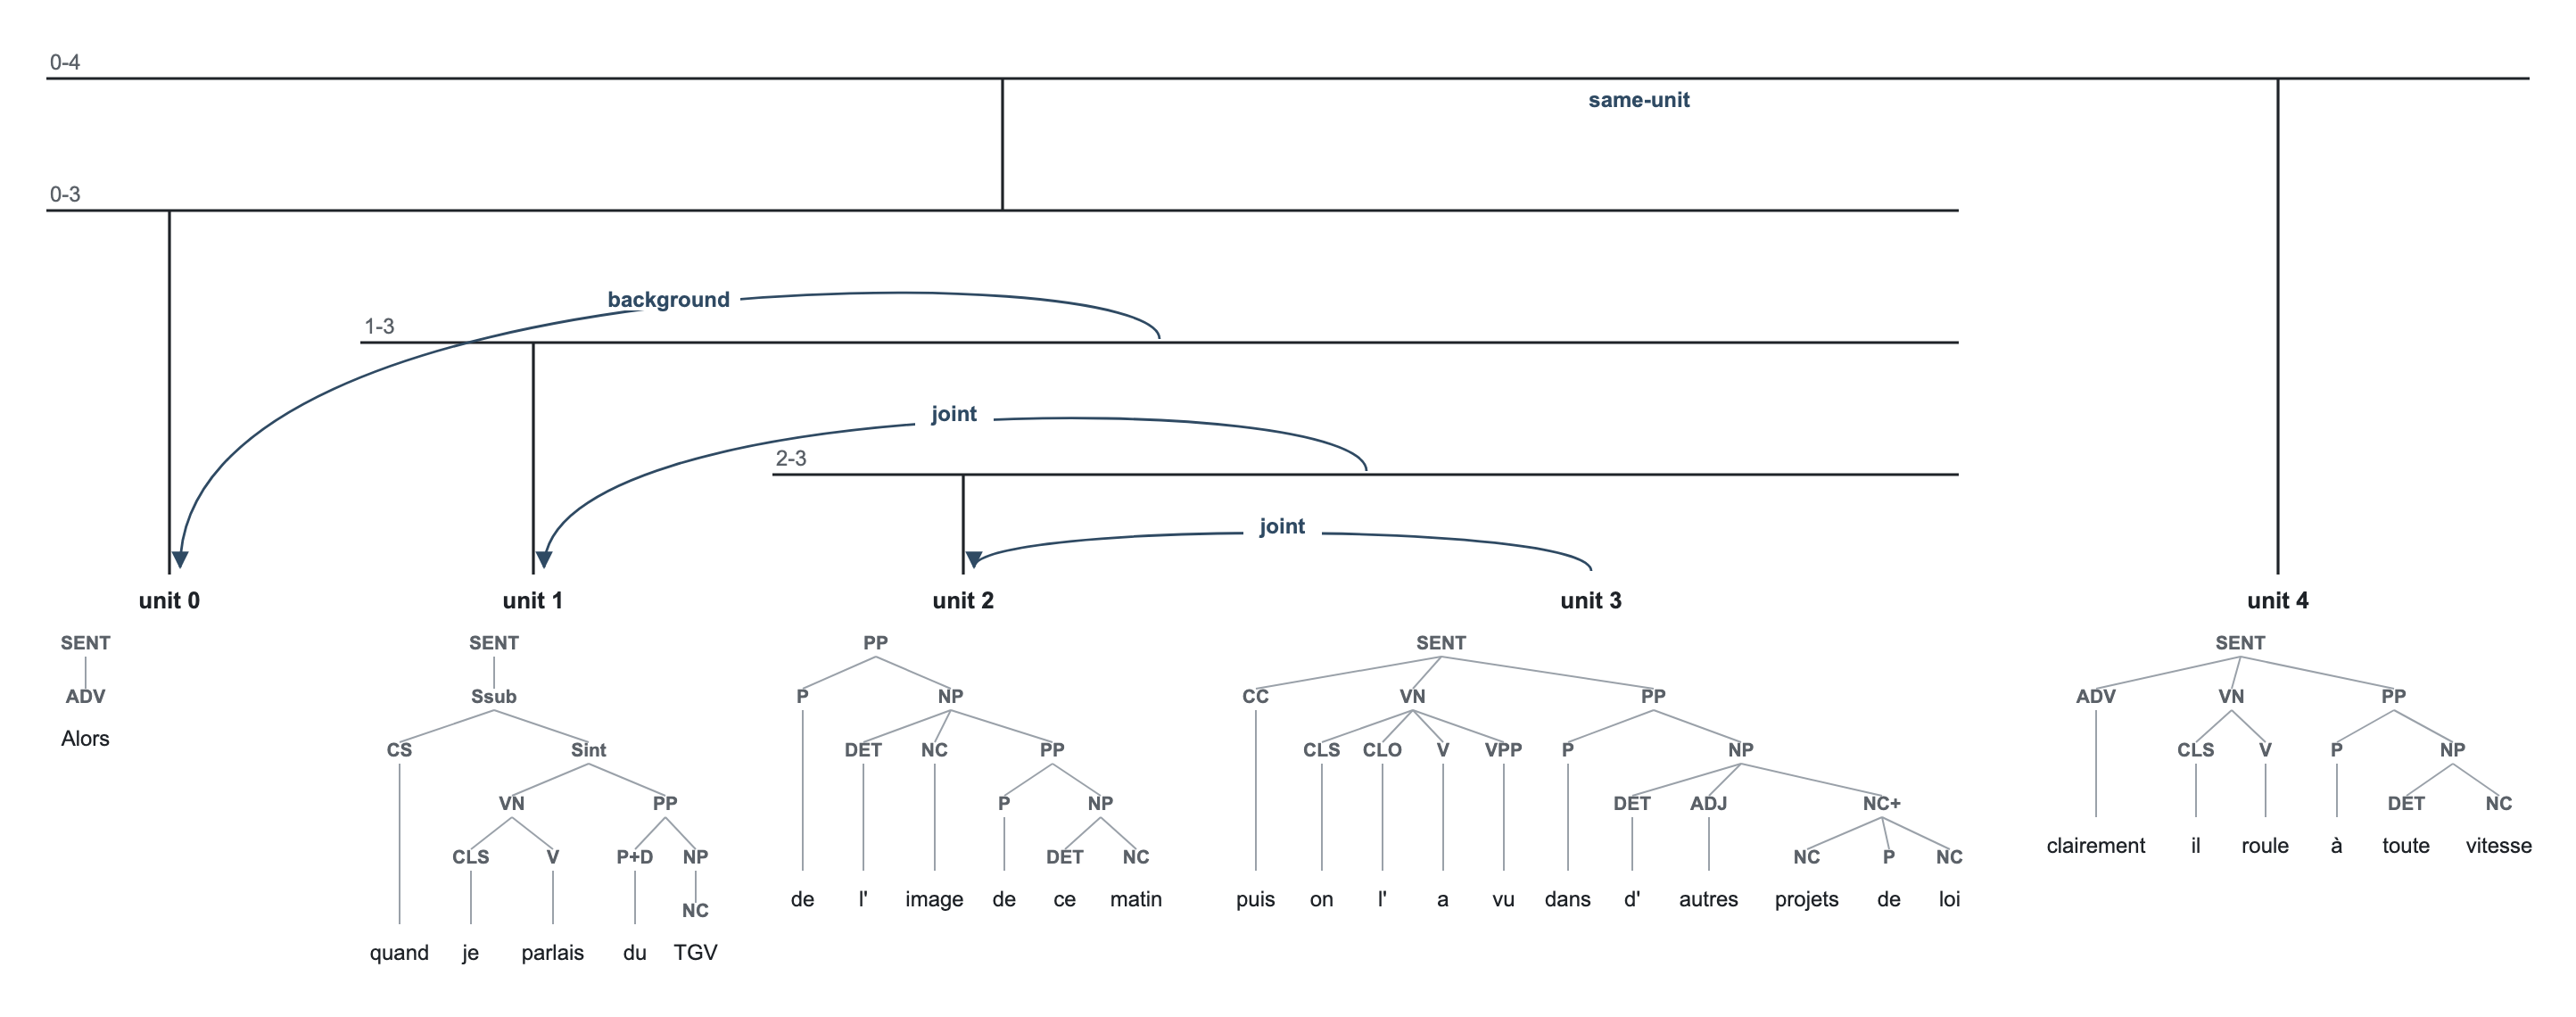 0-4
same-unit
0-3
background
1-3
joint
2-3
joint
unit 0 unit 1 unit 2 unit 3 unit 4
SENT SENT PP SENT SENT
ADV Ssub P NP CC VN PP ADV VN PP
Alors
CS Sint DET NC PP CLS CLO V VPP P NP CLS V P NP
VN PP P NP DET ADJ NC+ DET NC
clairement il roule à toute vitesse
CLS V P+D NP DET NC NC P NC
de l' image de ce matin puis on l' a vu dans d' autres projets de loi
NC
quand je parlais du TGV